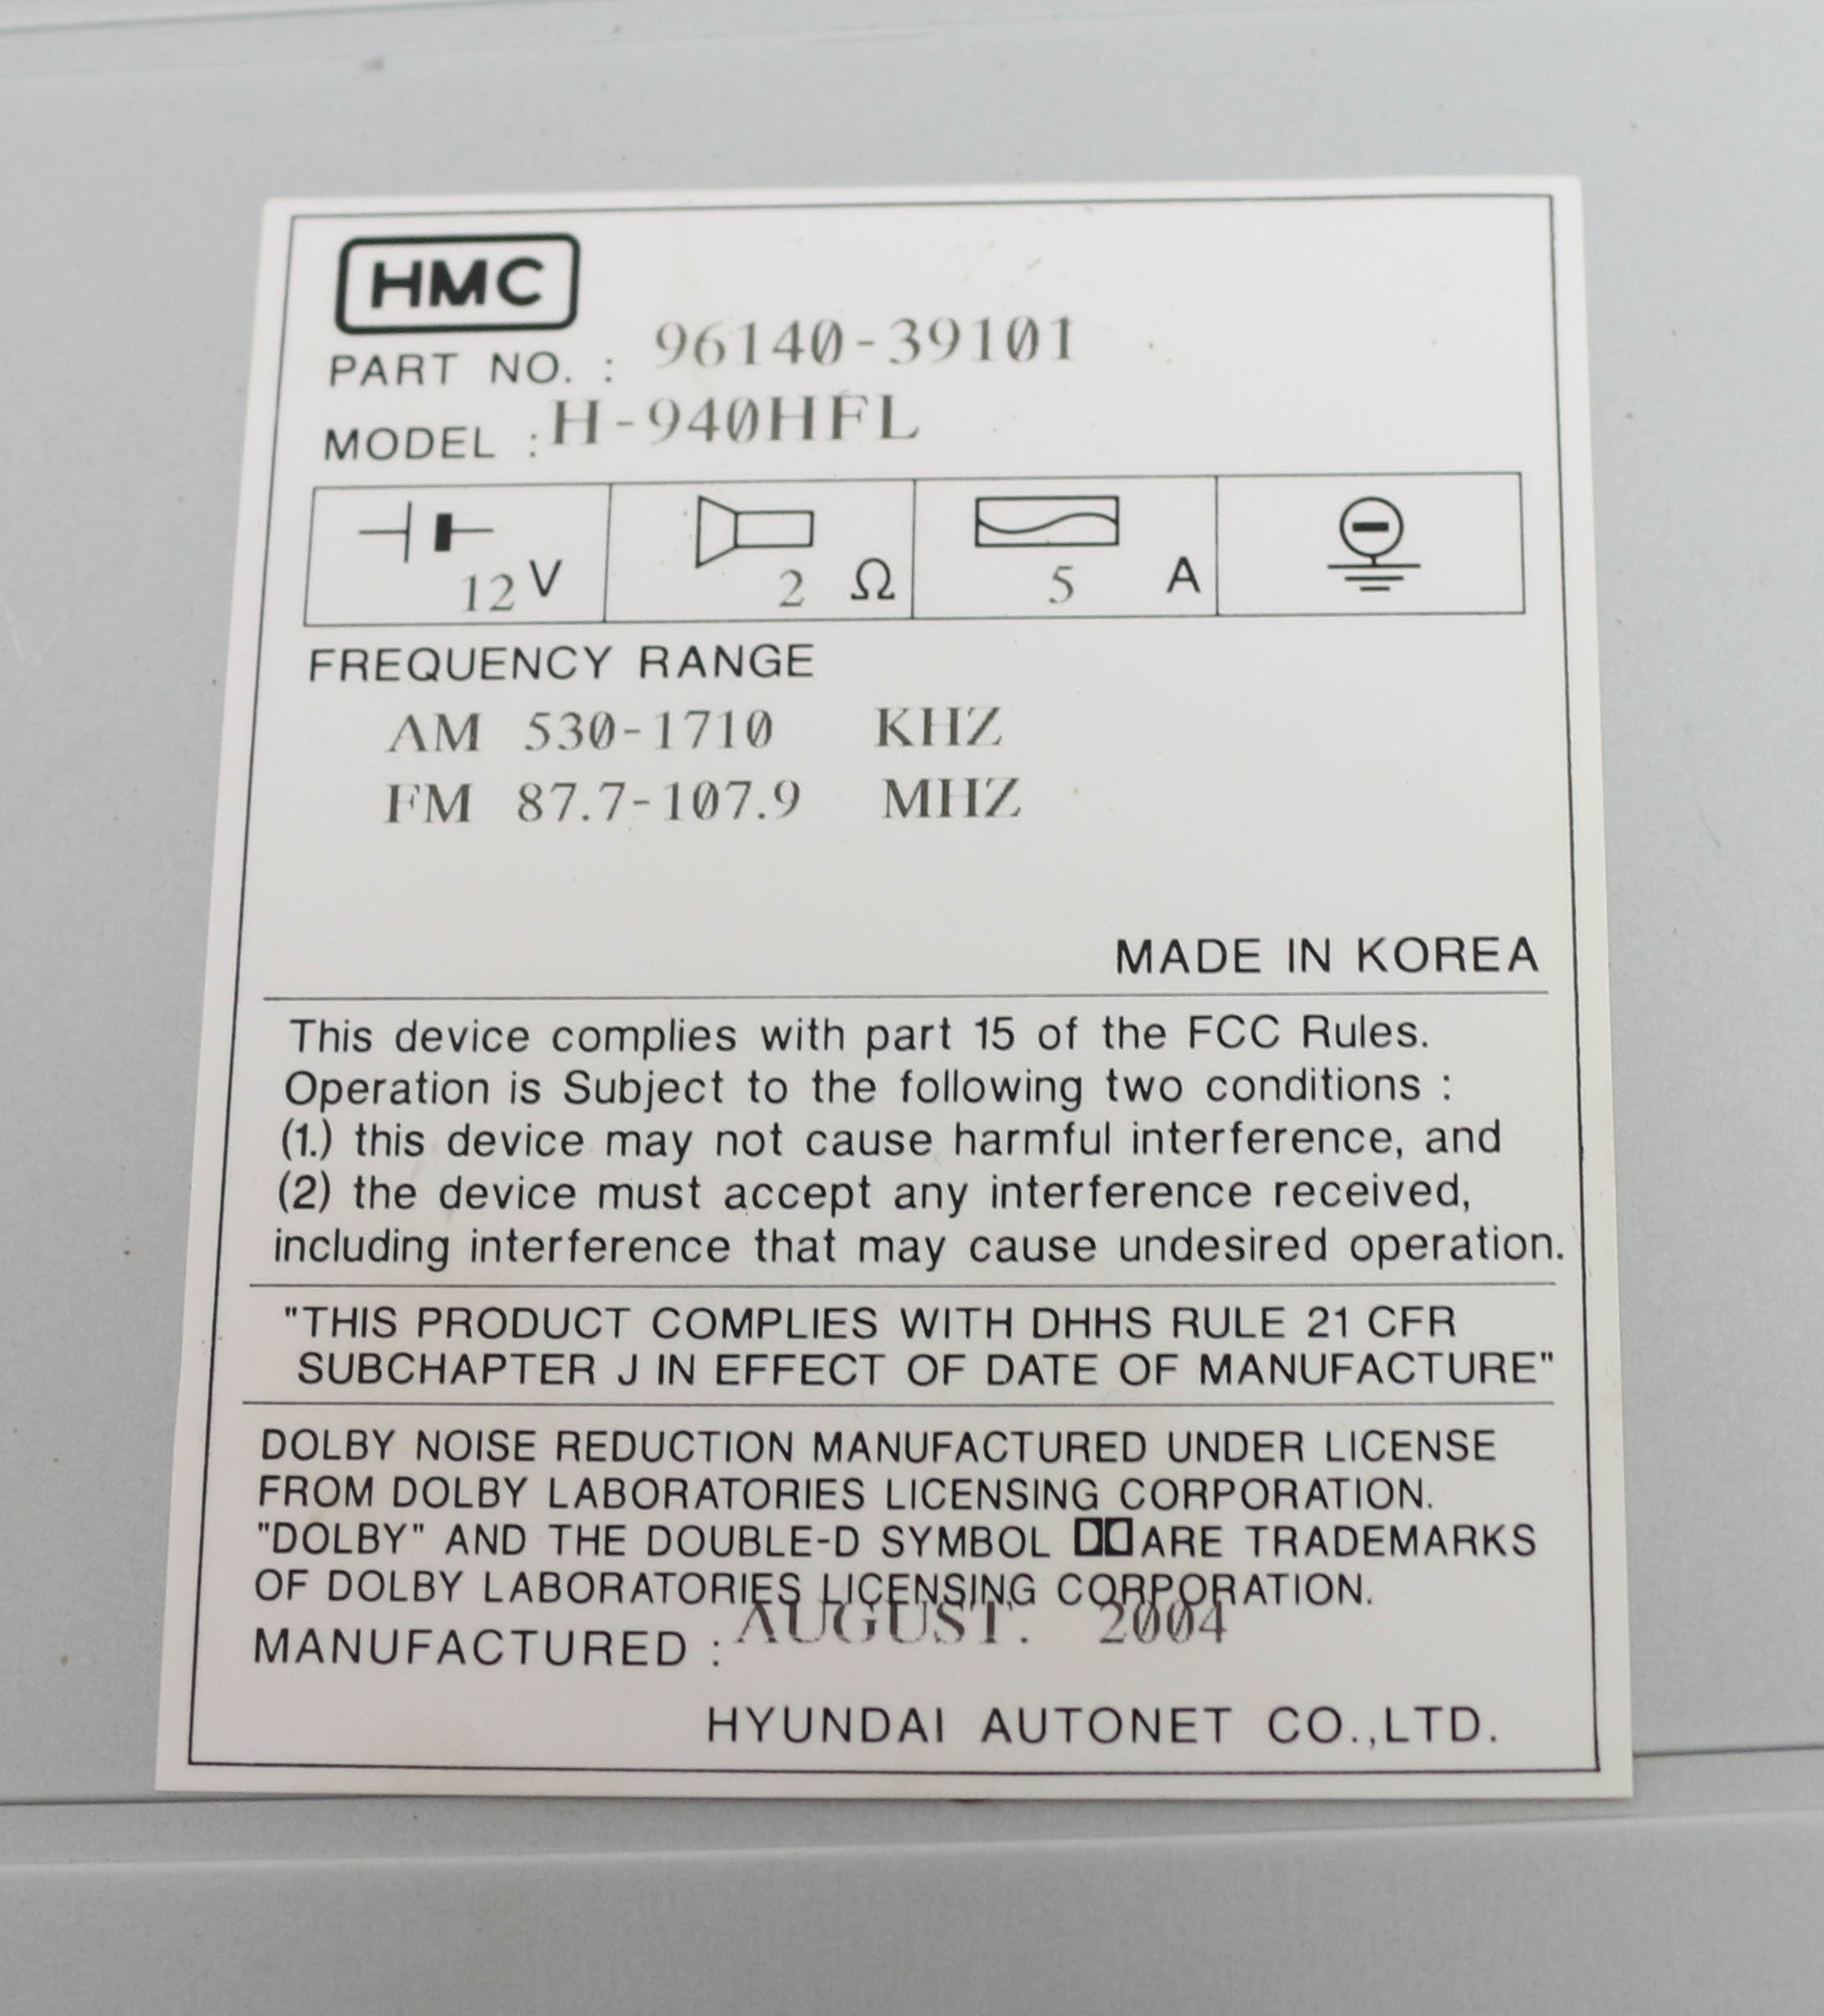 HMC
PART NO. : 96140-39101
MODEL : H-940HFL
12 V 2 Ω 5 A
FREQUENCY RANGE
AM 530-1710 KHZ
FM 87.7-107.9 MHZ
MADE IN KOREA
This device complies with part 15 of the FCC Rules.
Operation is Subject to the following two conditions :
(1.) this device may not cause harmful interference, and
(2) the device must accept any interference received,
including interference that may cause undesired operation.
"THIS PRODUCT COMPLIES WITH DHHS RULE 21 CFR
SUBCHAPTER J IN EFFECT OF DATE OF MANUFACTURE"
DOLBY NOISE REDUCTION MANUFACTURED UNDER LICENSE
FROM DOLBY LABORATORIES LICENSING CORPORATION.
"DOLBY" AND THE DOUBLE-D SYMBOL ARE TRADEMARKS
OF DOLBY LABORATORIES LICENSING CORPORATION.
MANUFACTURED : AUGUST. 2004
HYUNDAI AUTONET CO.,LTD.